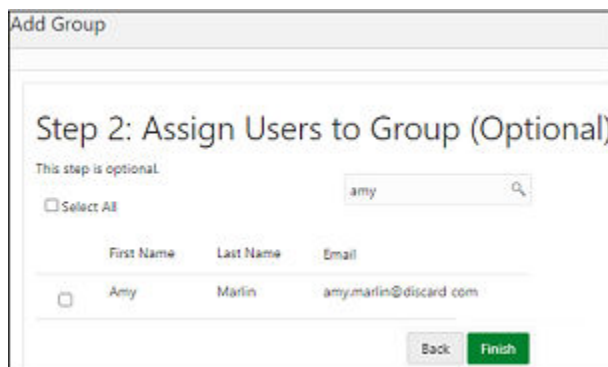 Add Group
Step 2: Assign Users to Group (Optional)
This step is optional.
amy
Select All
First Name Last Name Email
Amy Marlin amy.marlin@discard.com
Back Finish